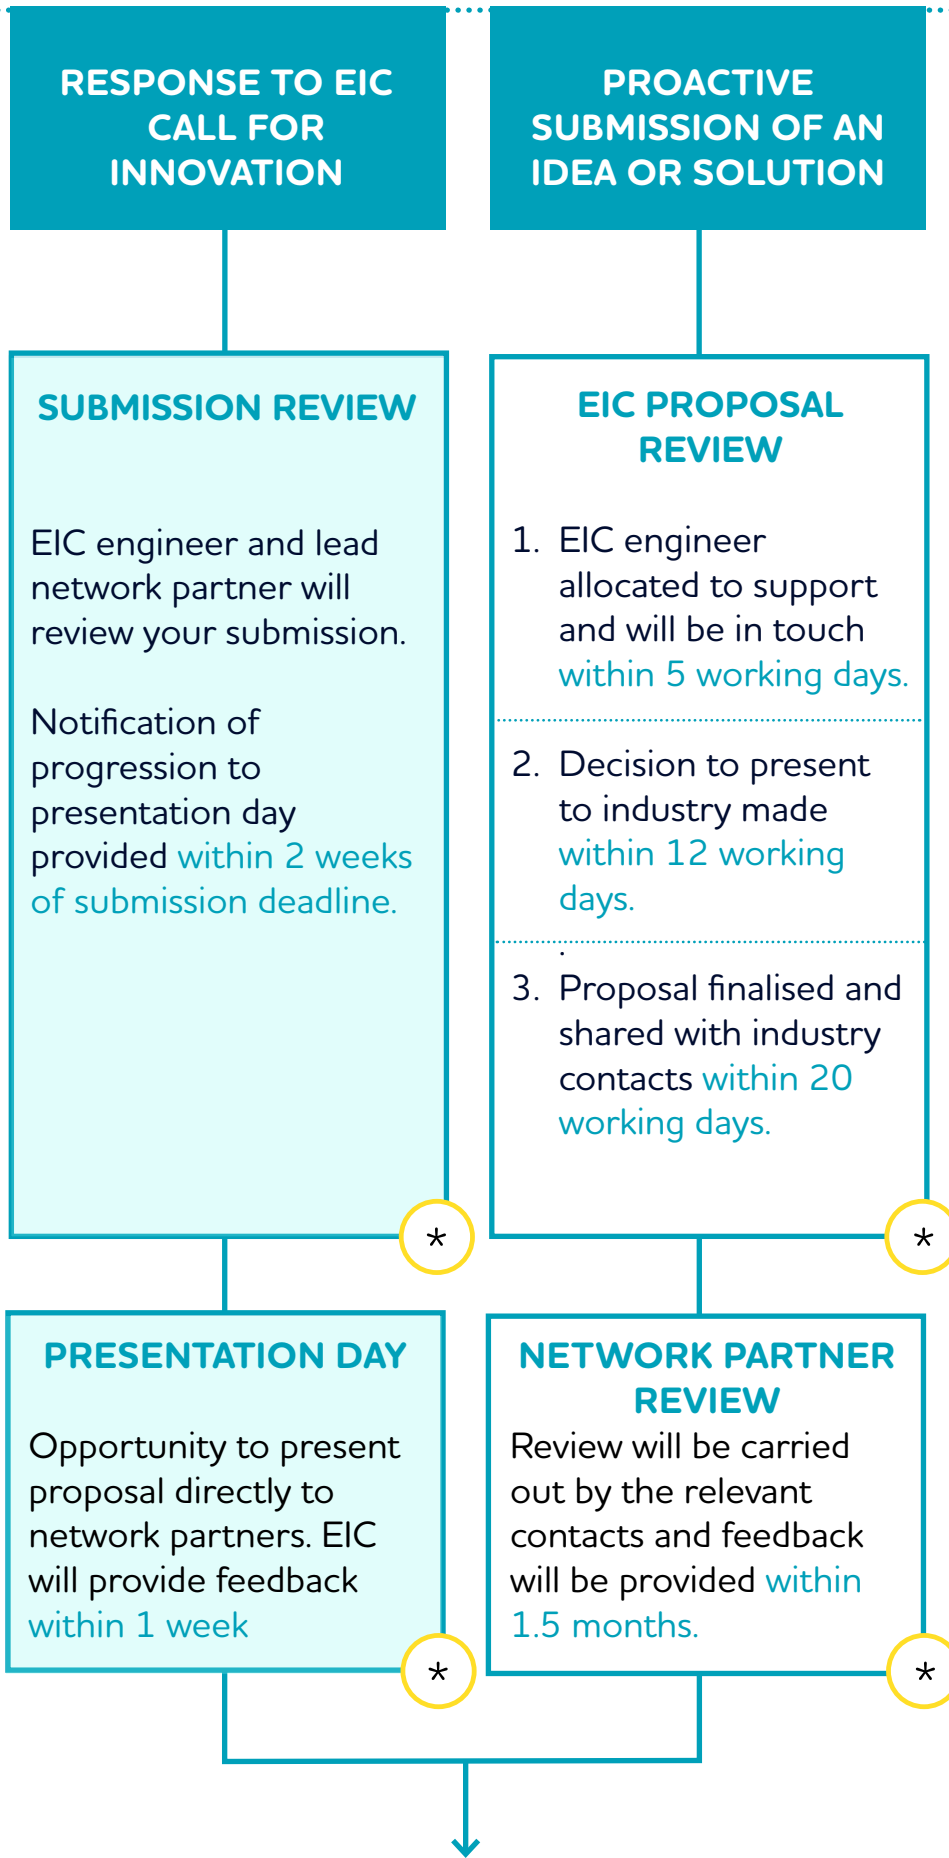 RESPONSE TO EIC
CALL FOR
INNOVATION
SUBMISSION REVIEW
EIC engineer and lead
network partner will
review your submission.
Notification of
progression to
presentation day
provided within 2 weeks
of submission deadline.
*
PRESENTATION DAY
Opportunity to present
proposal directly to
network partners. EIC
will provide feedback
within 1 week
*
PROACTIVE
SUBMISSION OF AN
IDEA OR SOLUTION
EIC PROPOSAL
REVIEW
1. EIC engineer
allocated to support
and will be in touch
within 5 working days.
2. Decision to present
to industry made
within 12 working
days.
.
3. Proposal finalised and
shared with industry
contacts within 20
working days.
*
NETWORK PARTNER
REVIEW
Review will be carried
out by the relevant
contacts and feedback
will be provided within
1.5 months.
*